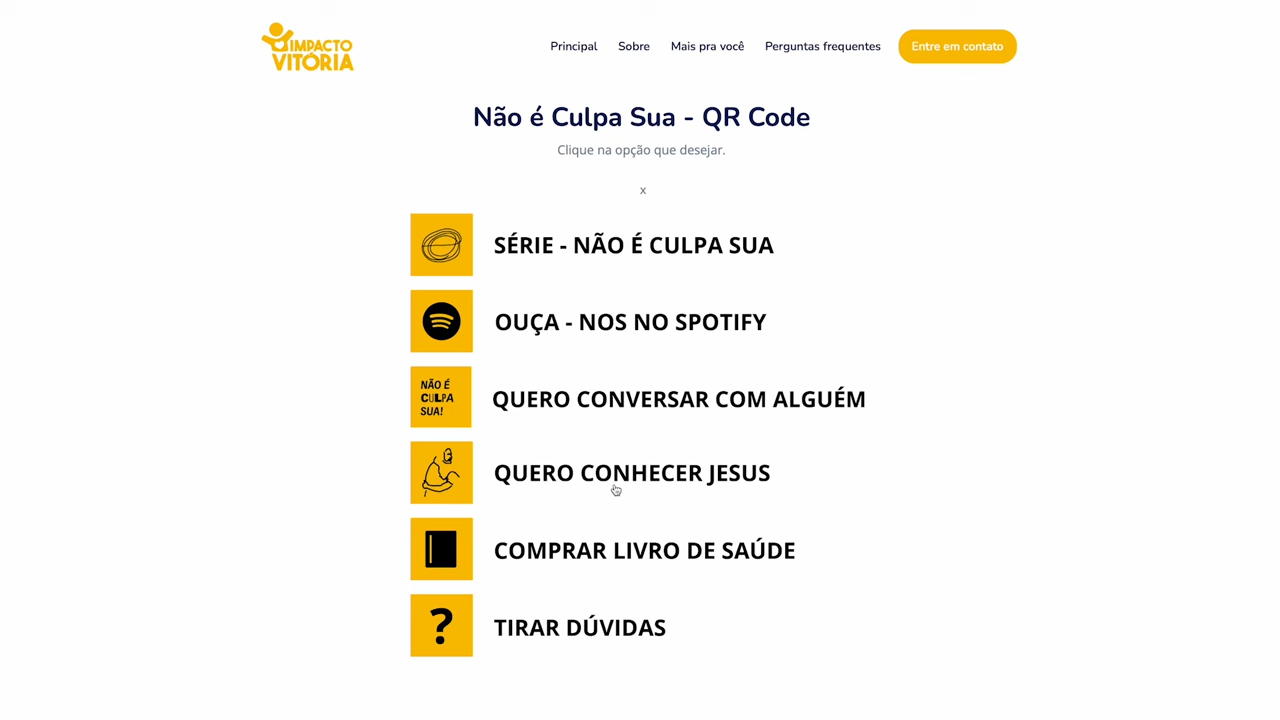 IMPACTO
VITÓRIA
Principal
Sobre
Mais pra você
Perguntas frequentes
Entre em contato
Não é Culpa Sua - QR Code
Clique na opção que desejar.
x
SÉRIE - NÃO É CULPA SUA
OUÇA - NOS NO SPOTIFY
NÃO É
CULPA
SUA!
QUERO CONVERSAR COM ALGUÉM
QUERO CONHECER JESUS
COMPRAR LIVRO DE SAÚDE
?
TIRAR DÚVIDAS